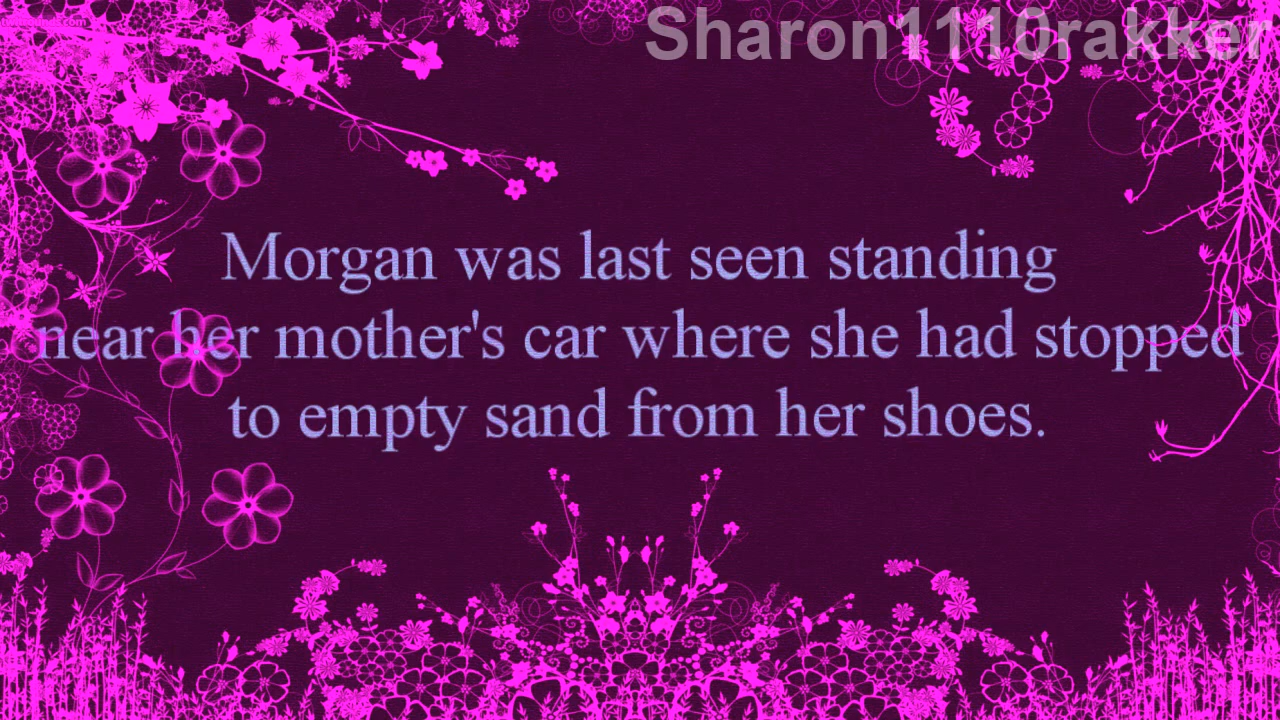 Sharon1110rakker
Morgan was last seen standing
near her mother's car where she had stopped
to empty sand from her shoes.